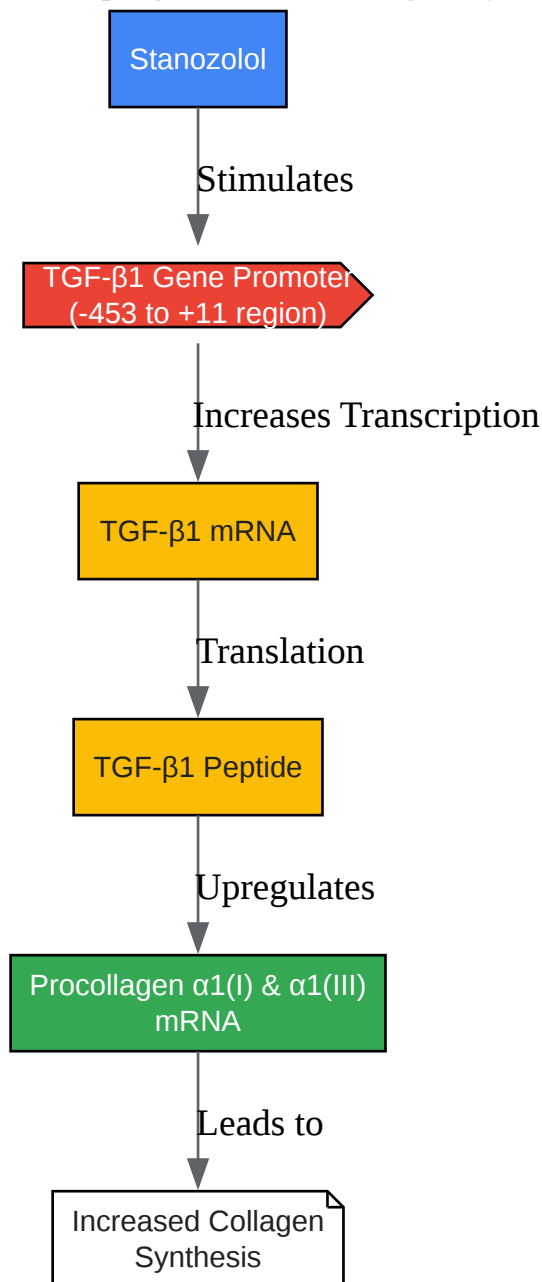 Stanozolol
Stimulates
TGF-β1 Gene Promoter
(-453 to +11 region)
Increases Transcription
TGF-β1 mRNA
Translation
TGF-β1 Peptide
Upregulates
Procollagen α1(I) & α1(III)
mRNA
Leads to
Increased Collagen
Synthesis